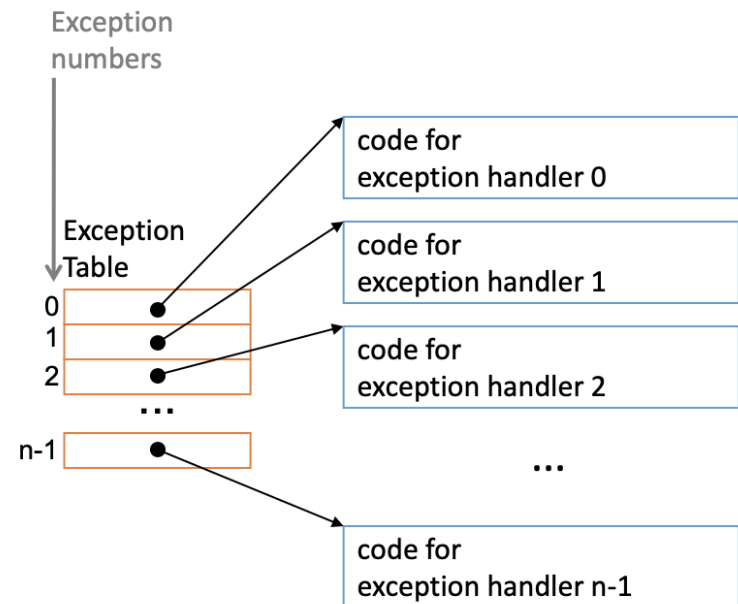 Exception
numbers
code for
exception handler 0
Exception
Table
code for
exception handler 1
0
1
2
code for
exception handler 2
...
n-1
...
code for
exception handler n-1